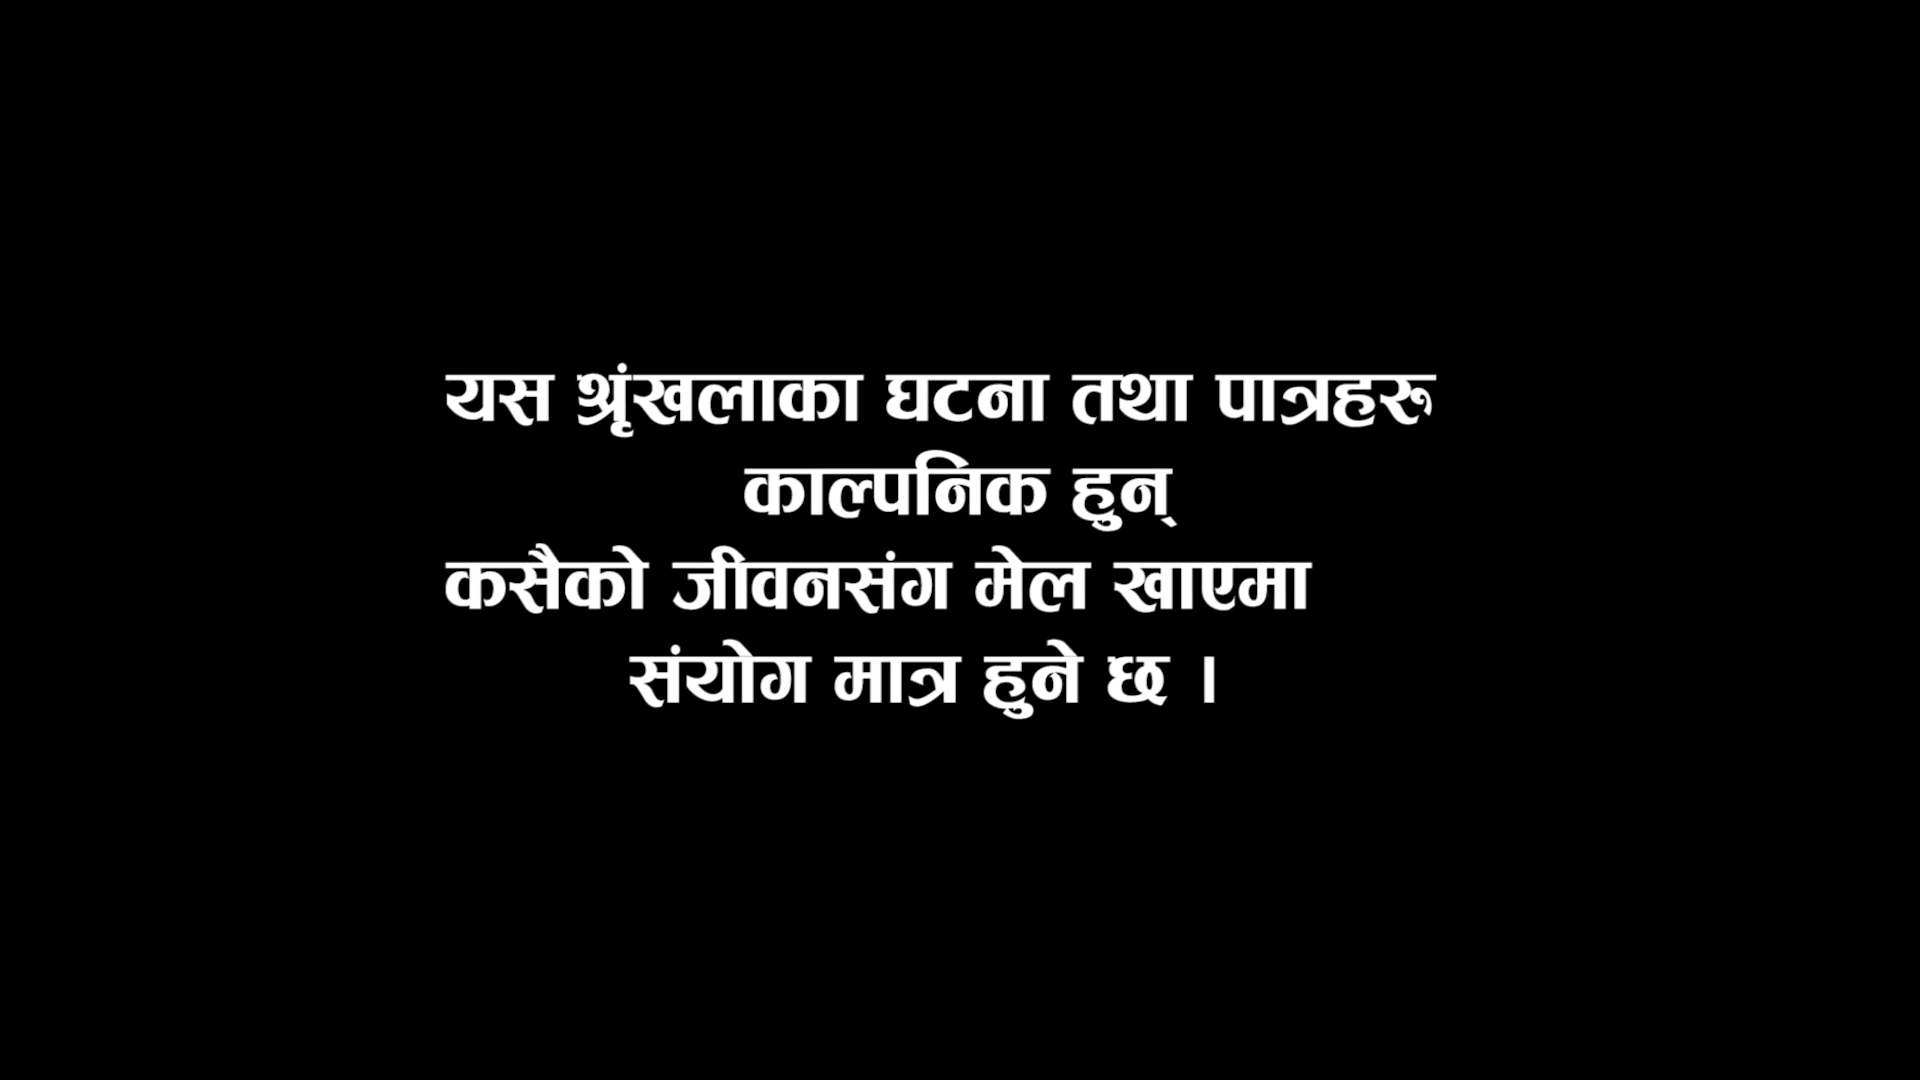 यस श्रृंखलाका घटना तथा पात्रहरु
काल्पनिक हुन्
कसैको जीवनसंग मेल खाएमा
संयोग मात्र हुने छ ।